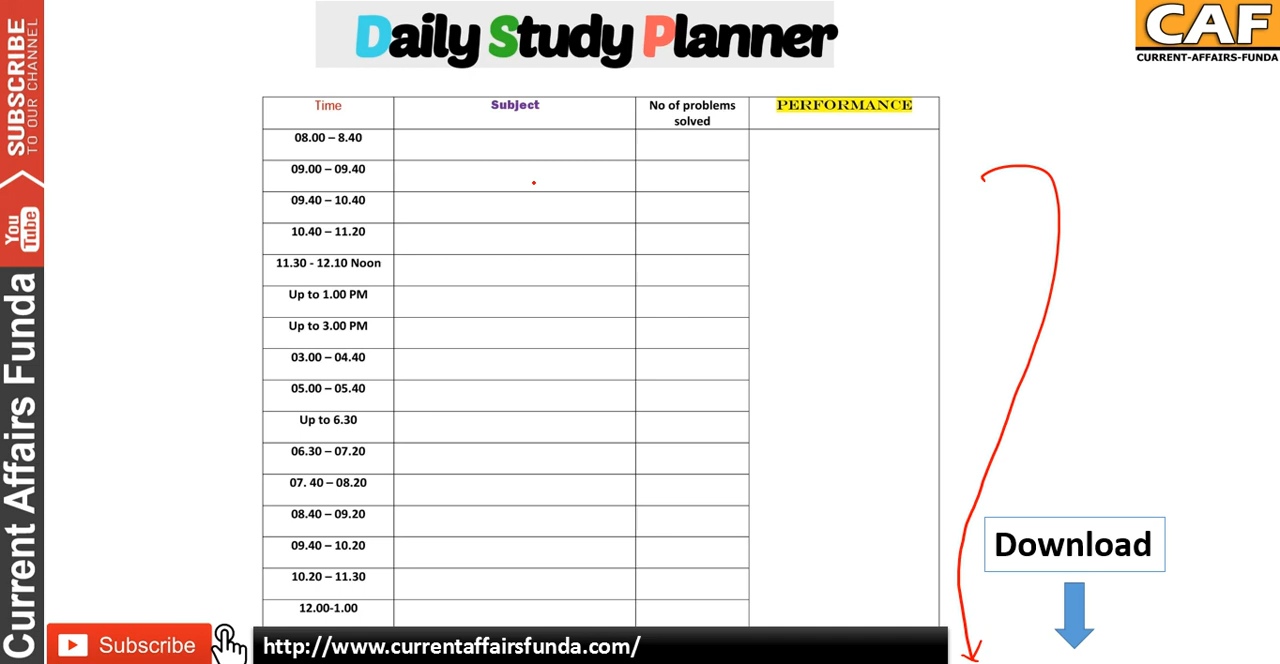 Daily Study Planner
CAF
CURRENT-AFFAIRS-FUNDA
SUBSCRIBE
TO OUR CHANNEL
You
Tube
Current Affairs Funda
Time Subject No of problems solved PERFORMANCE
08.00 – 8.40
09.00 – 09.40
09.40 – 10.40
10.40 – 11.20
11.30 - 12.10 Noon
Up to 1.00 PM
Up to 3.00 PM
03.00 – 04.40
05.00 – 05.40
Up to 6.30
06.30 – 07.20
07. 40 – 08.20
08.40 – 09.20
09.40 – 10.20
10.20 – 11.30
12.00-1.00
Download
Subscribe
http://www.currentaffairsfunda.com/